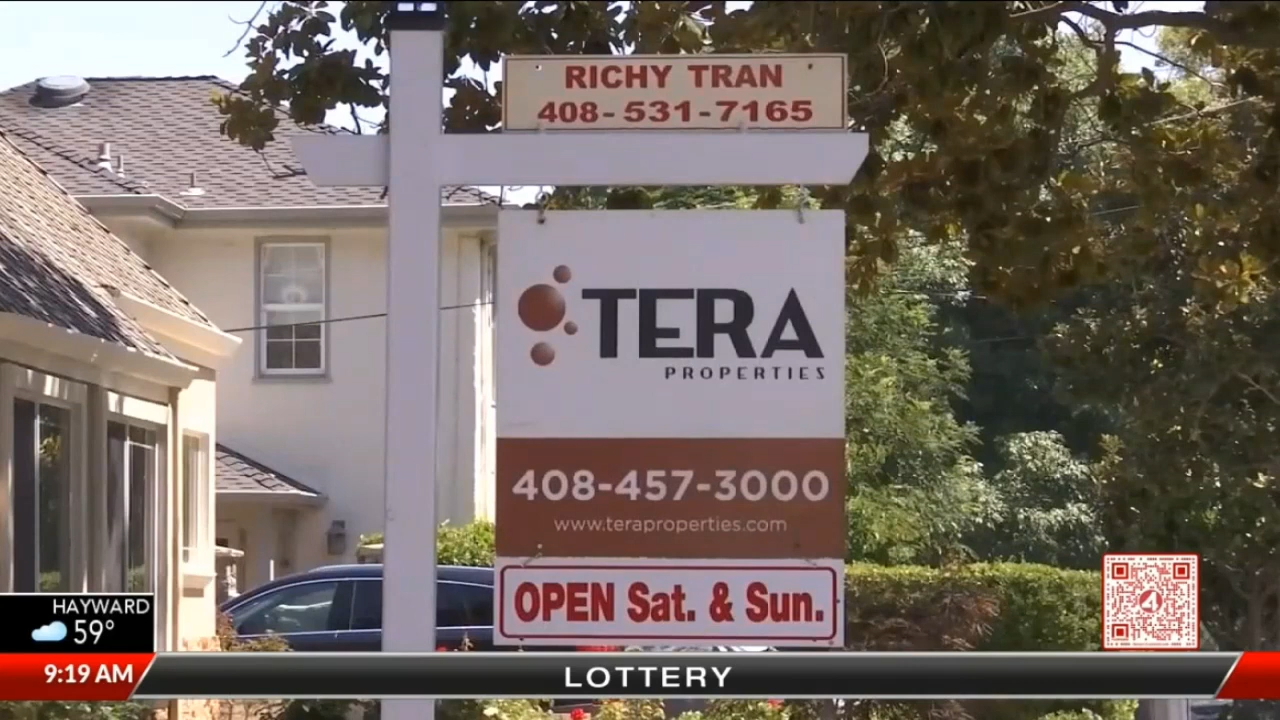 RICHY TRAN
408-531-7165
TERA
PROPERTIES
408-457-3000
www.teraproperties.com
OPEN Sat. & Sun.
HAYWARD
59°
9:19 AM
LOTTERY